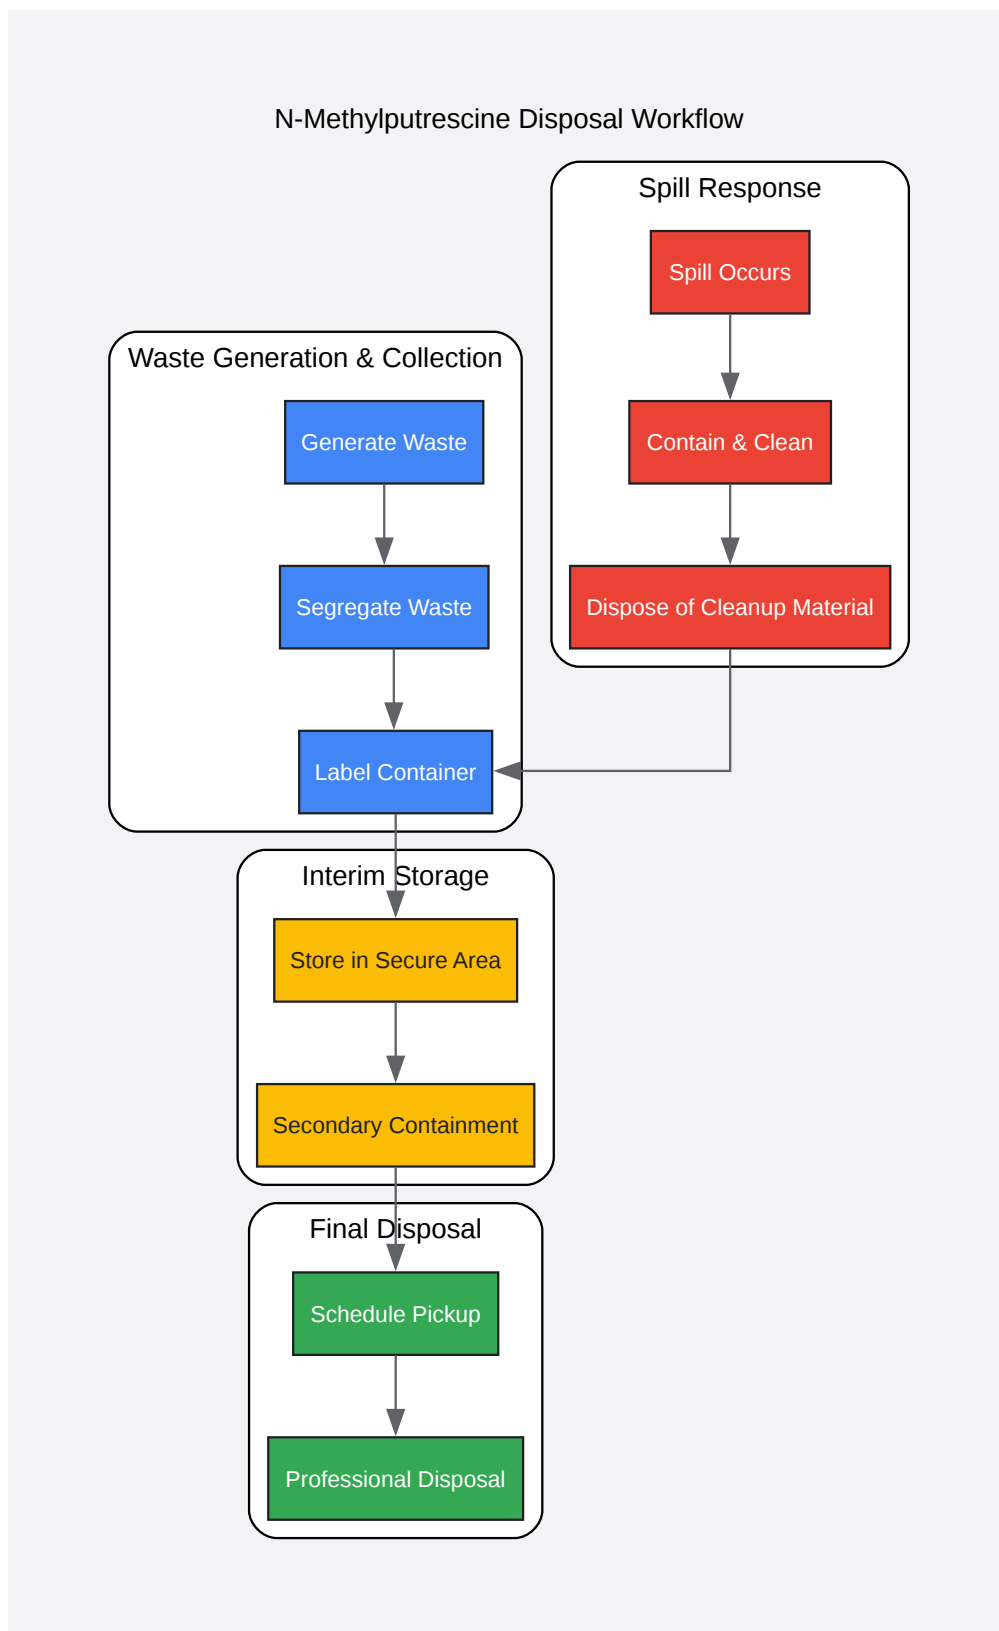 N-Methylputrescine Disposal Workflow
Spill Response
Spill Occurs
Contain & Clean
Dispose of Cleanup Material
Waste Generation & Collection
Generate Waste
Segregate Waste
Label Container
Interim Storage
Store in Secure Area
Secondary Containment
Final Disposal
Schedule Pickup
Professional Disposal